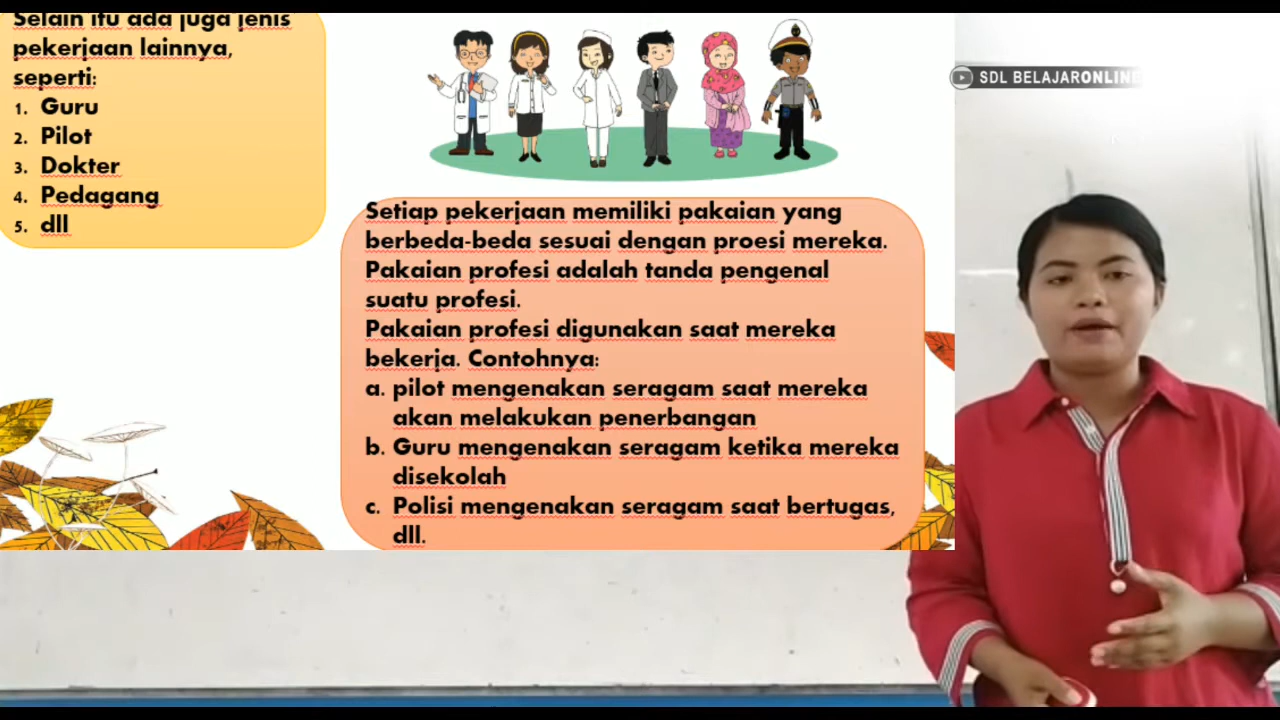 Selain itu ada juga jenis
pekerjaan lainnya,
seperti:
1. Guru
2. Pilot
3. Dokter
4. Pedagang
5. dll
SDL BELAJARONLINE
Setiap pekerjaan memiliki pakaian yang
berbeda-beda sesuai dengan proesi mereka.
Pakaian profesi adalah tanda pengenal
suatu profesi.
Pakaian profesi digunakan saat mereka
bekerja. Contohnya:
a. pilot mengenakan seragam saat mereka
akan melakukan penerbangan
b. Guru mengenakan seragam ketika mereka
disekolah
c. Polisi mengenakan seragam saat bertugas,
dll.